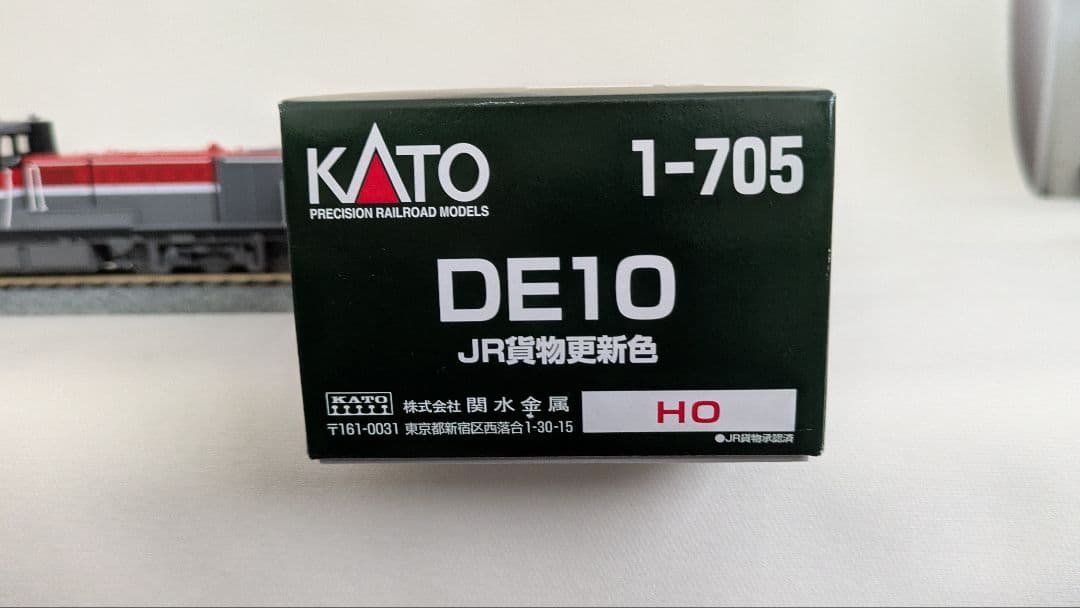 KATO
PRECISION RAILROAD MODELS
1-705
DE10
JR貨物更新色
KATO
株式会社 関水金属
〒161-0031 東京都新宿区西落合1-30-15
HO
●JR貨物承認済